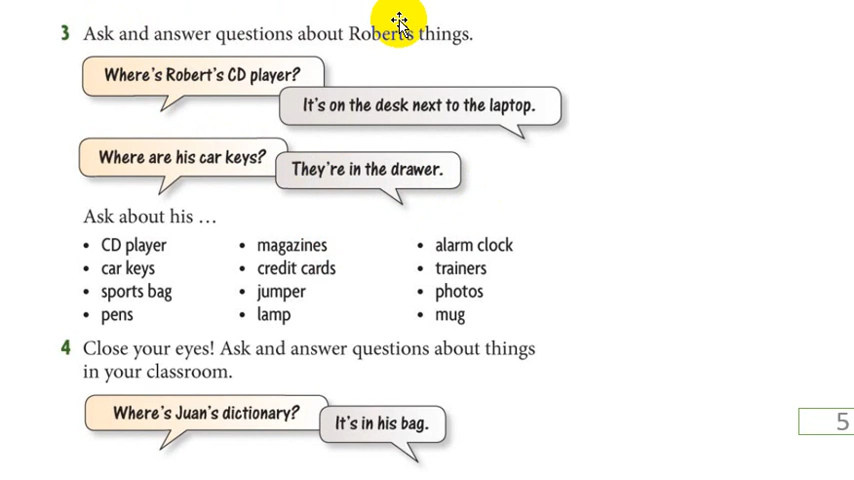 3 Ask and answer questions about Robert's things.
Where's Robert's CD player?
It's on the desk next to the laptop.
Where are his car keys?
They're in the drawer.
Ask about his …
• CD player
• car keys
• sports bag
• pens
• magazines
• credit cards
• jumper
• lamp
• alarm clock
• trainers
• photos
• mug
4 Close your eyes! Ask and answer questions about things
in your classroom.
Where's Juan's dictionary?
It's in his bag.
5